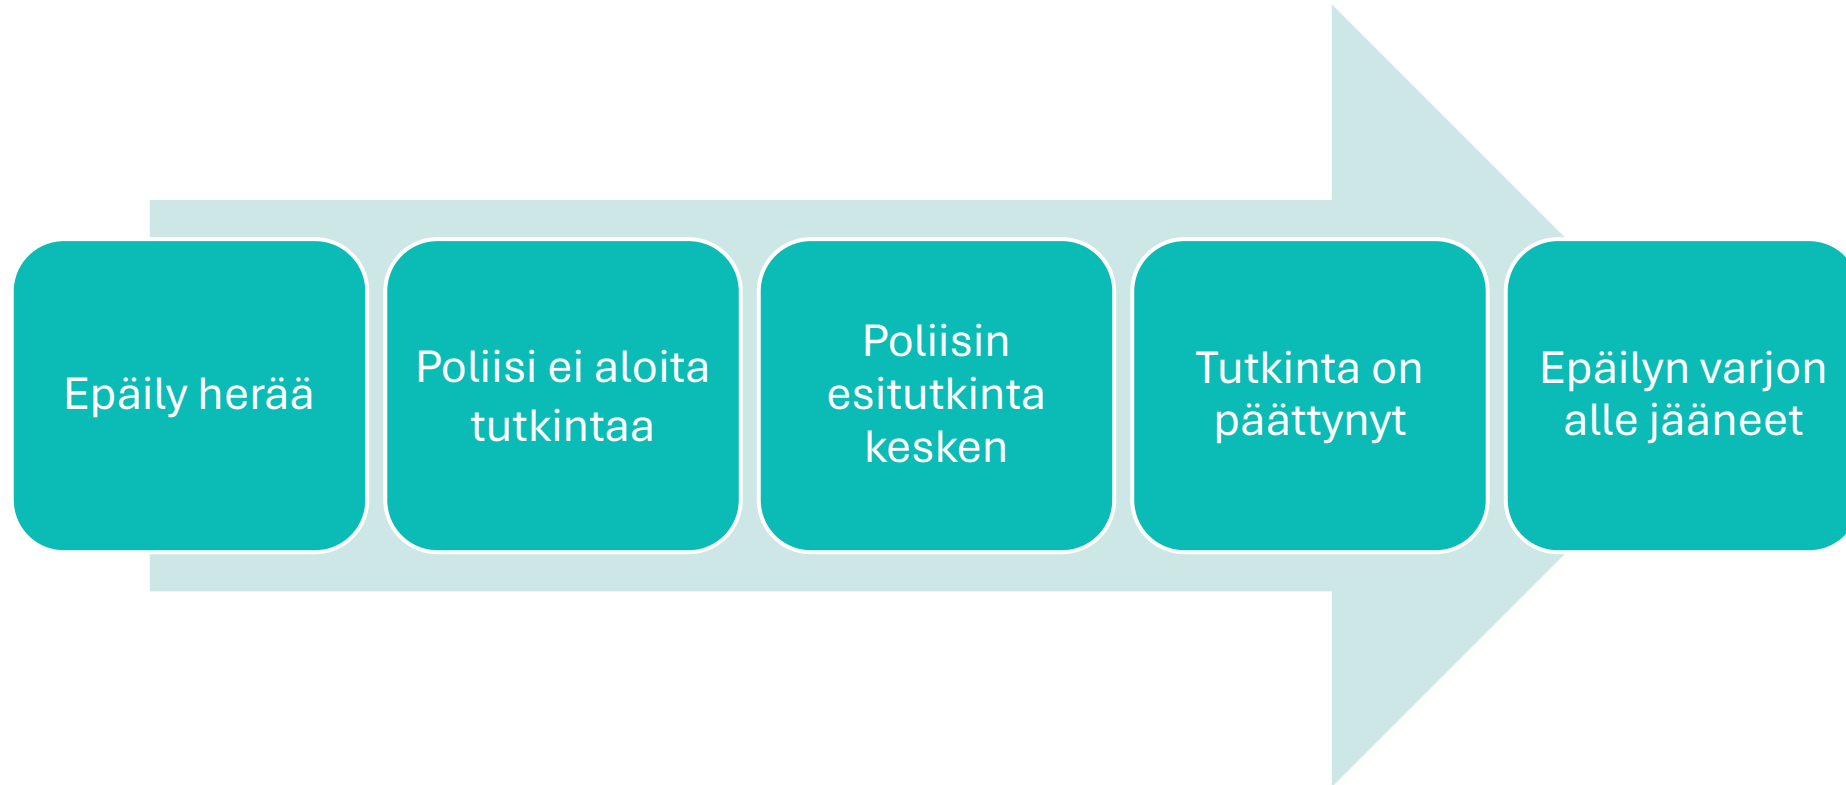 Epäily herää
Poliisi ei aloita
tutkintaa
Poliisin
esitutkinta
kesken
Tutkinta on
päättynyt
Epäilyn varjon
alle jääneet